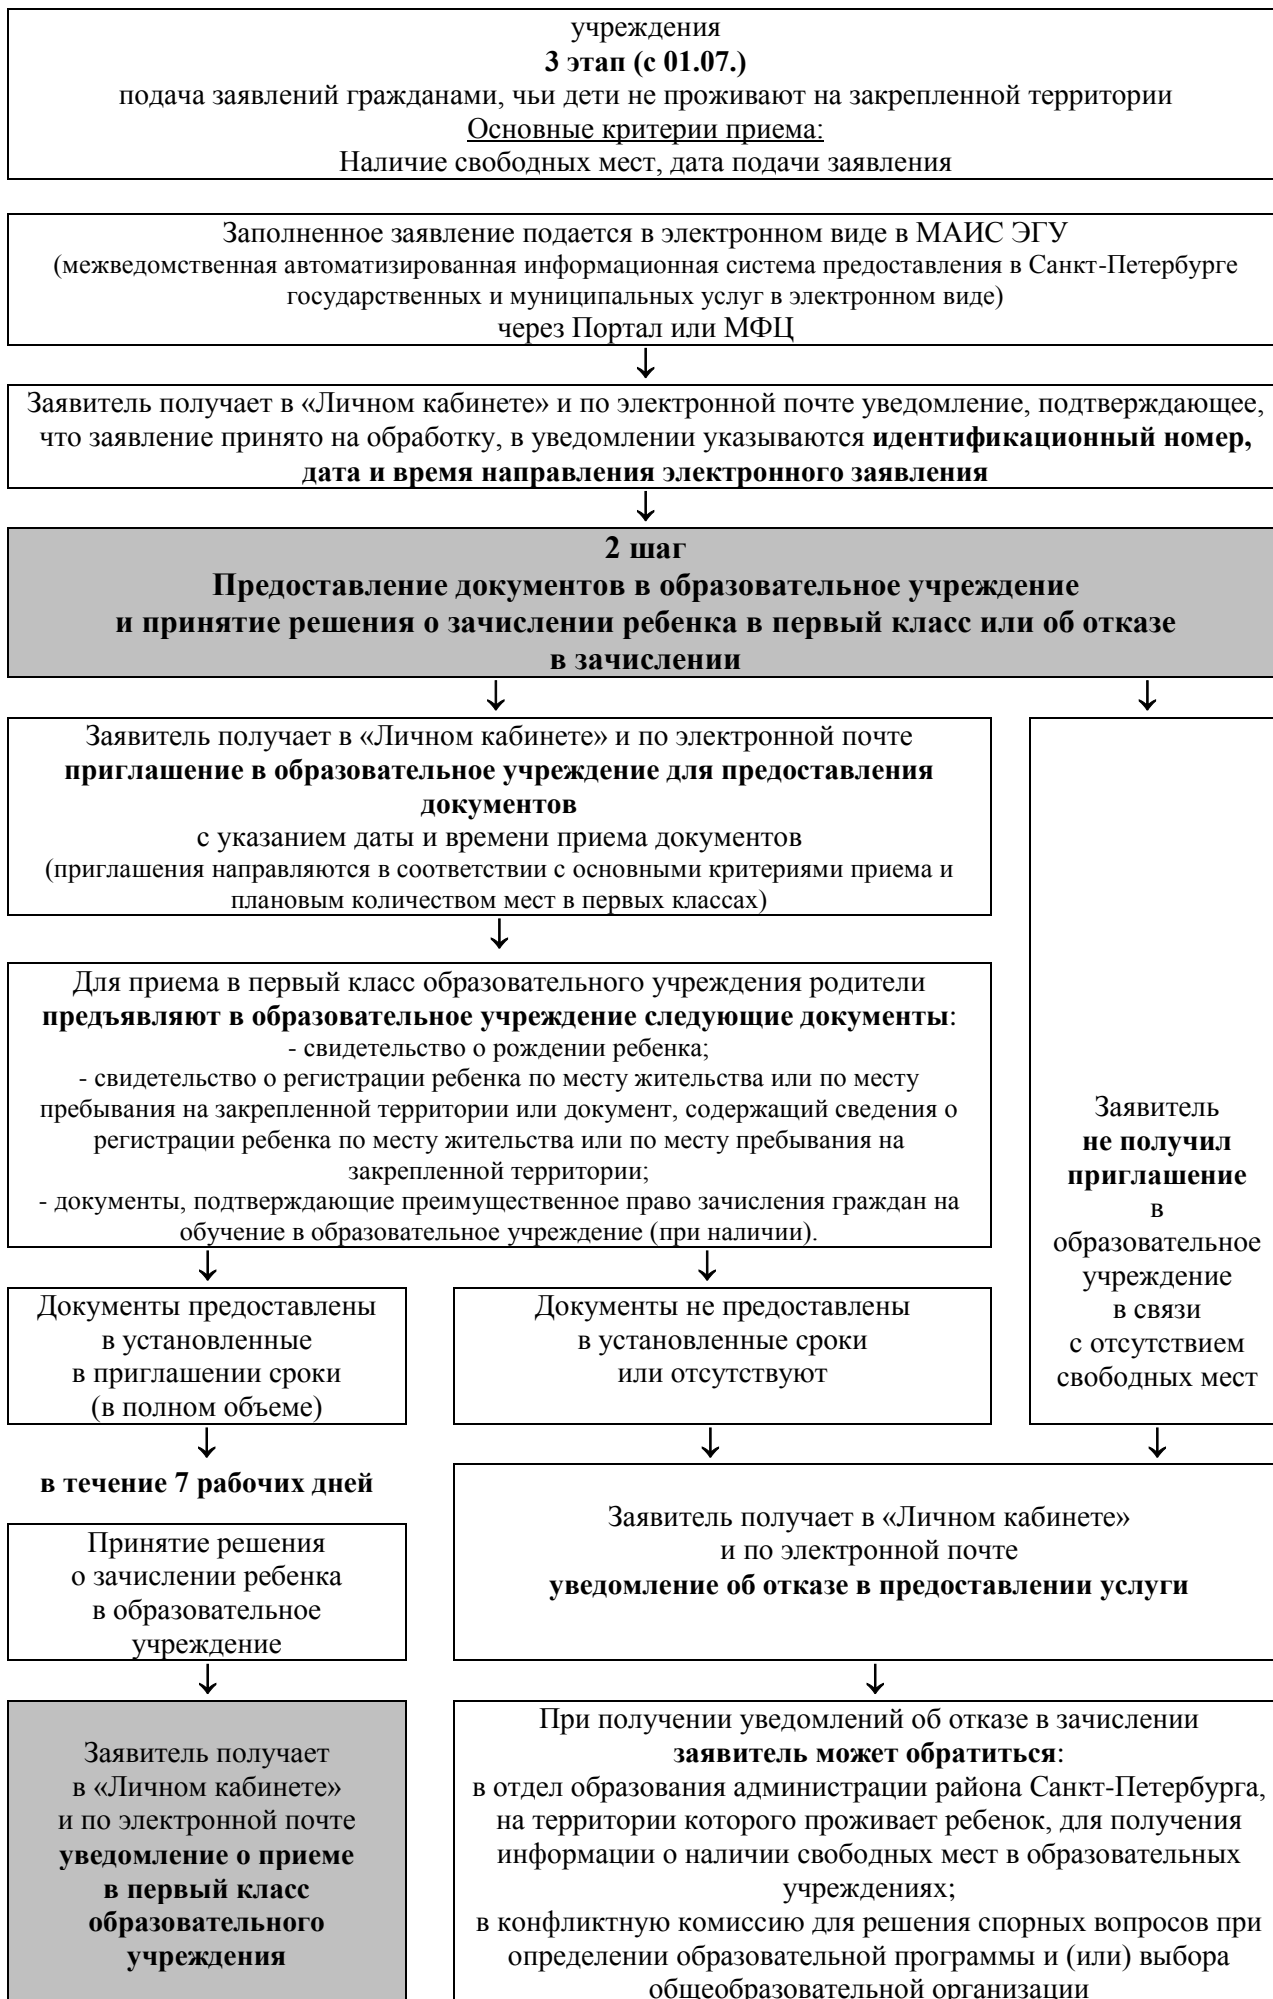 учреждения
3 этап (с 01.07.)
подача заявлений гражданами, чьи дети не проживают на закрепленной территории
Основные критерии приема:
Наличие свободных мест, дата подачи заявления
Заполненное заявление подается в электронном виде в МАИС ЭГУ
(межведомственная автоматизированная информационная система предоставления в Санкт-Петербурге
государственных и муниципальных услуг в электронном виде)
через Портал или МФЦ
↓
Заявитель получает в «Личном кабинете» и по электронной почте уведомление, подтверждающее,
что заявление принято на обработку, в уведомлении указываются идентификационный номер,
дата и время направления электронного заявления
↓
2 шаг
Предоставление документов в образовательное учреждение
и принятие решения о зачислении ребенка в первый класс или об отказе
в зачислении
↓ ↓
Заявитель получает в «Личном кабинете» и по электронной почте
приглашение в образовательное учреждение для предоставления
документов
с указанием даты и времени приема документов
(приглашения направляются в соответствии с основными критериями приема и
плановым количеством мест в первых классах)
↓
Для приема в первый класс образовательного учреждения родители
предъявляют в образовательное учреждение следующие документы:
- свидетельство о рождении ребенка;
- свидетельство о регистрации ребенка по месту жительства или по месту
пребывания на закрепленной территории или документ, содержащий сведения о
регистрации ребенка по месту жительства или по месту пребывания на
закрепленной территории;
- документы, подтверждающие преимущественное право зачисления граждан на
обучение в образовательное учреждение (при наличии).
Заявитель
не получил
приглашение
в
образовательное
учреждение
в связи
с отсутствием
свободных мест
↓ ↓
Документы предоставлены
в установленные
в приглашении сроки
(в полном объеме)
Документы не предоставлены
в установленные сроки
или отсутствуют
↓ ↓ ↓
в течение 7 рабочих дней
Принятие решения
о зачислении ребенка
в образовательное
учреждение
Заявитель получает в «Личном кабинете»
и по электронной почте
уведомление об отказе в предоставлении услуги
↓ ↓
Заявитель получает
в «Личном кабинете»
и по электронной почте
уведомление о приеме
в первый класс
образовательного
учреждения
При получении уведомлений об отказе в зачислении
заявитель может обратиться:
в отдел образования администрации района Санкт-Петербурга,
на территории которого проживает ребенок, для получения
информации о наличии свободных мест в образовательных
учреждениях;
в конфликтную комиссию для решения спорных вопросов при
определении образовательной программы и (или) выбора
общеобразовательной организации